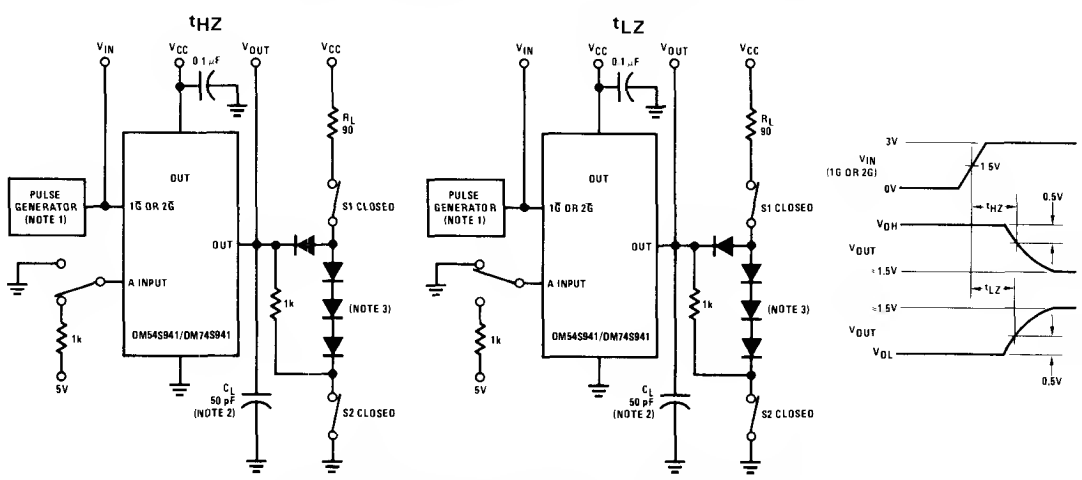 tHZ
VIN
VCC
VOUT
VCC
0.1 µF
RL
90
OUT
PULSE
GENERATOR
(NOTE 1)
1G̅ OR 2G̅
S1 CLOSED
OUT
A INPUT
1k
1k
(NOTE 3)
DM54S941/DM74S941
5V
CL
50 pF
(NOTE 2)
S2 CLOSED
tLZ
VIN
VCC
VOUT
VCC
0.1 µF
RL
90
OUT
PULSE
GENERATOR
(NOTE 1)
1G̅ OR 2G̅
S1 CLOSED
OUT
A INPUT
1k
1k
(NOTE 3)
DM54S941/DM74S941
5V
CL
50 pF
(NOTE 2)
S2 CLOSED
3V
VIN
(1G OR 2G)
1.5V
0V
tHZ
0.5V
VOH
VOUT
≈1.5V
tLZ
≈1.5V
VOUT
VOL
0.5V